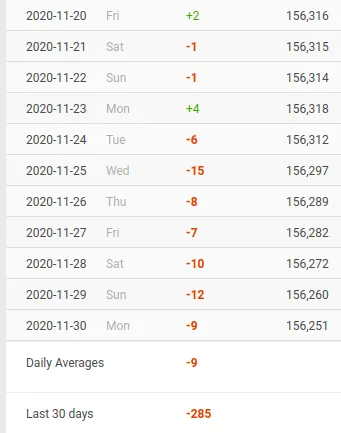 2020-11-20 Fri +2 156,316
2020-11-21 Sat -1 156,315
2020-11-22 Sun -1 156,314
2020-11-23 Mon +4 156,318
2020-11-24 Tue -6 156,312
2020-11-25 Wed -15 156,297
2020-11-26 Thu -8 156,289
2020-11-27 Fri -7 156,282
2020-11-28 Sat -10 156,272
2020-11-29 Sun -12 156,260
2020-11-30 Mon -9 156,251
Daily Averages -9
Last 30 days -285